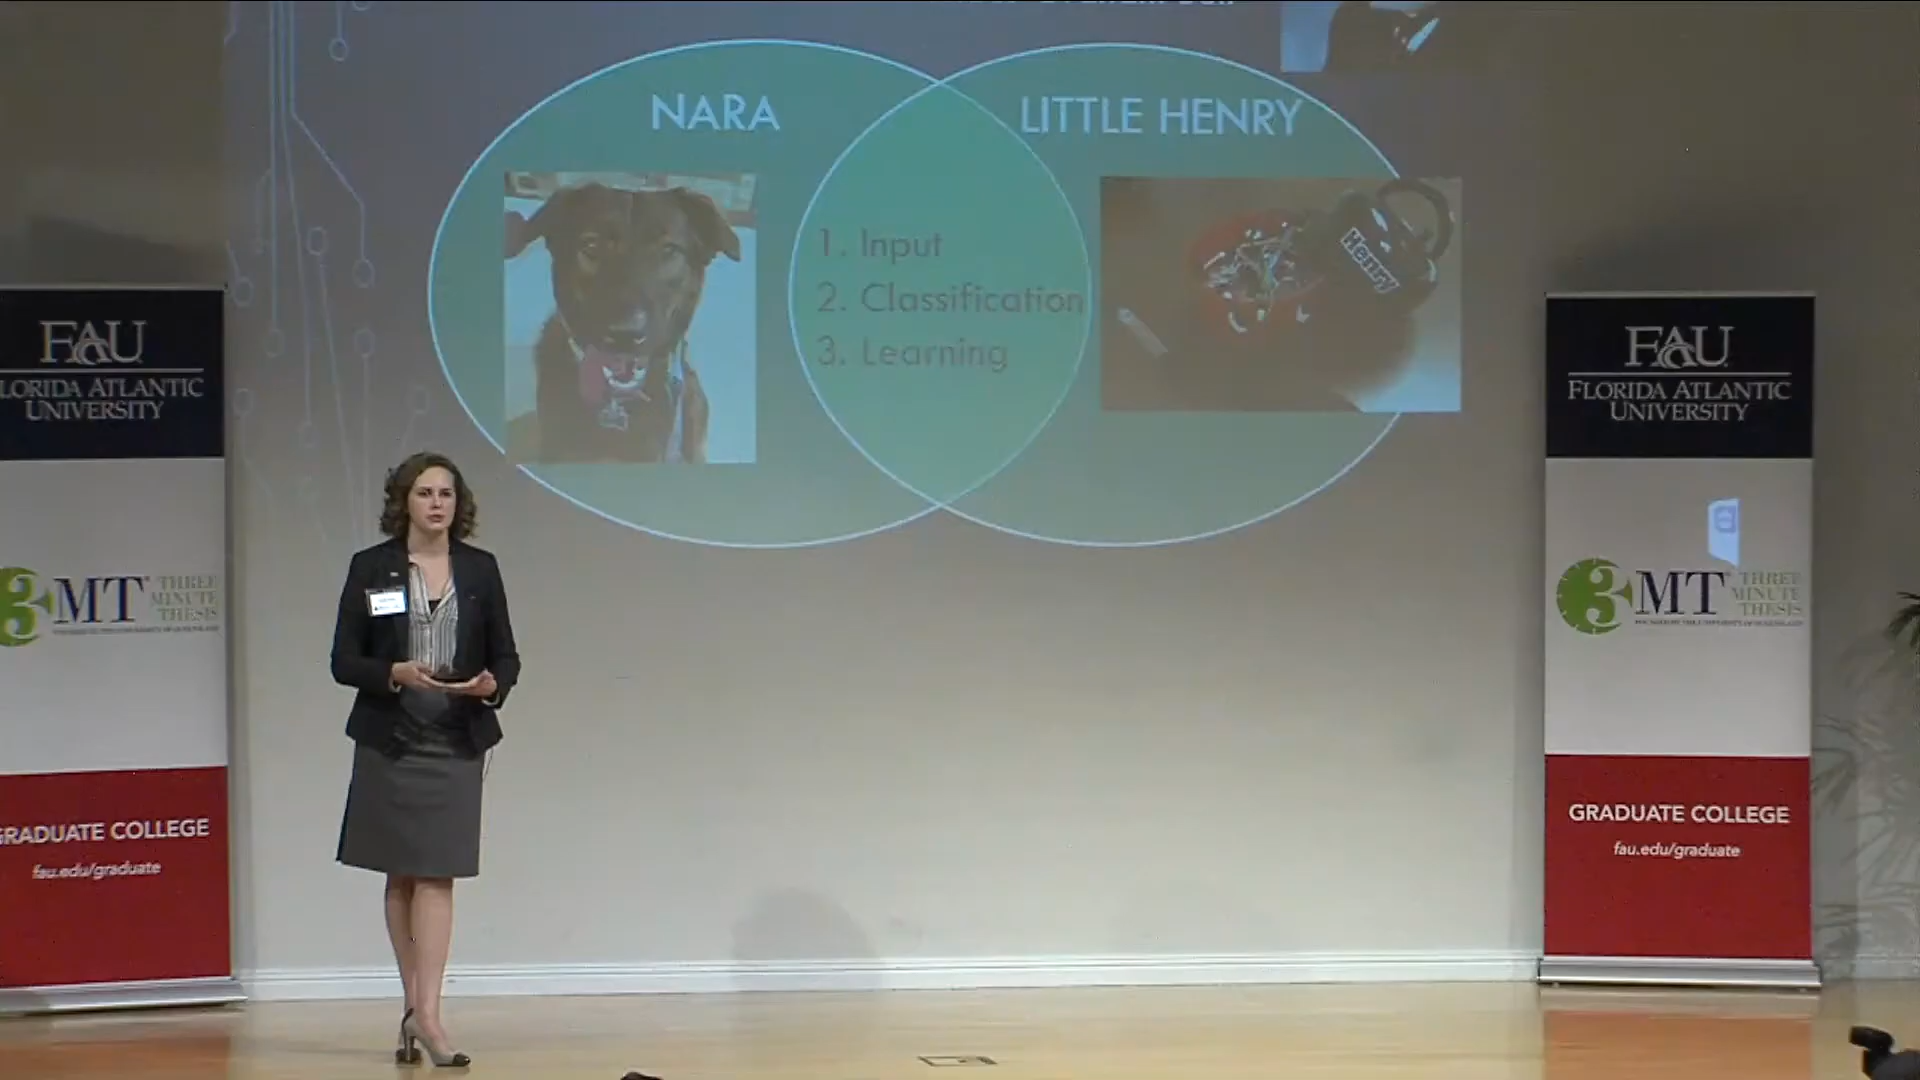 NARA
LITTLE HENRY
1. Input
2. Classification
3. Learning
Henry
FAU
LORIDA ATLANTIC
UNIVERSITY
3MT THREE
MINUTE
THESIS
GRADUATE COLLEGE
fau.edu/graduate
FAU
FLORIDA ATLANTIC
UNIVERSITY
3MT THREE
MINUTE
THESIS
GRADUATE COLLEGE
fau.edu/graduate